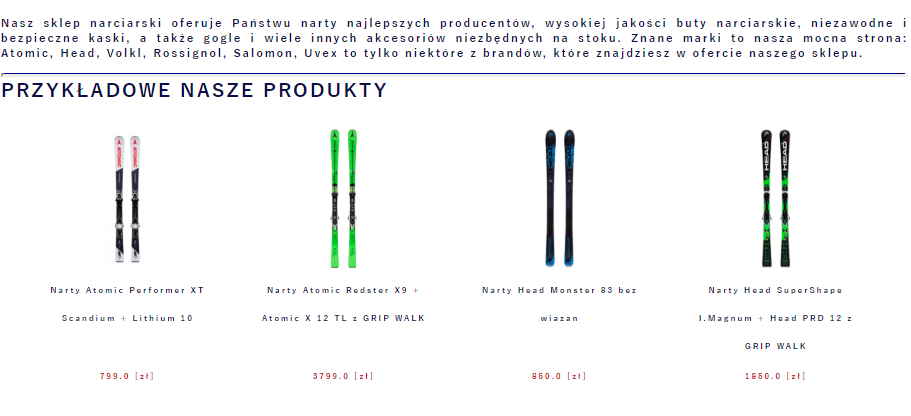 Nasz sklep narciarski oferuje Państwu narty najlepszych producentów, wysokiej jakości buty narciarskie, niezawodne i
bezpieczne kaski, a także gogle i wiele innych akcesoriów niezbędnych na stoku. Znane marki to nasza mocna strona:
Atomic, Head, Volkl, Rossignol, Salomon, Uvex to tylko niektóre z brandów, które znajdziesz w ofercie naszego sklepu.
PRZYKŁADOWE NASZE PRODUKTY
ATOMIC
HEAD HEAD
Narty Atomic Performer XT
Scandium + Lithium 10
799.0 [zł]
Narty Atomic Redster X9 +
Atomic X 12 TL z GRIP WALK
3799.0 [zł]
Narty Head Monster 83 bez
wiazan
850.0 [zł]
Narty Head SuperShape
I.Magnum + Head PRD 12 z
GRIP WALK
1850.0 [zł]